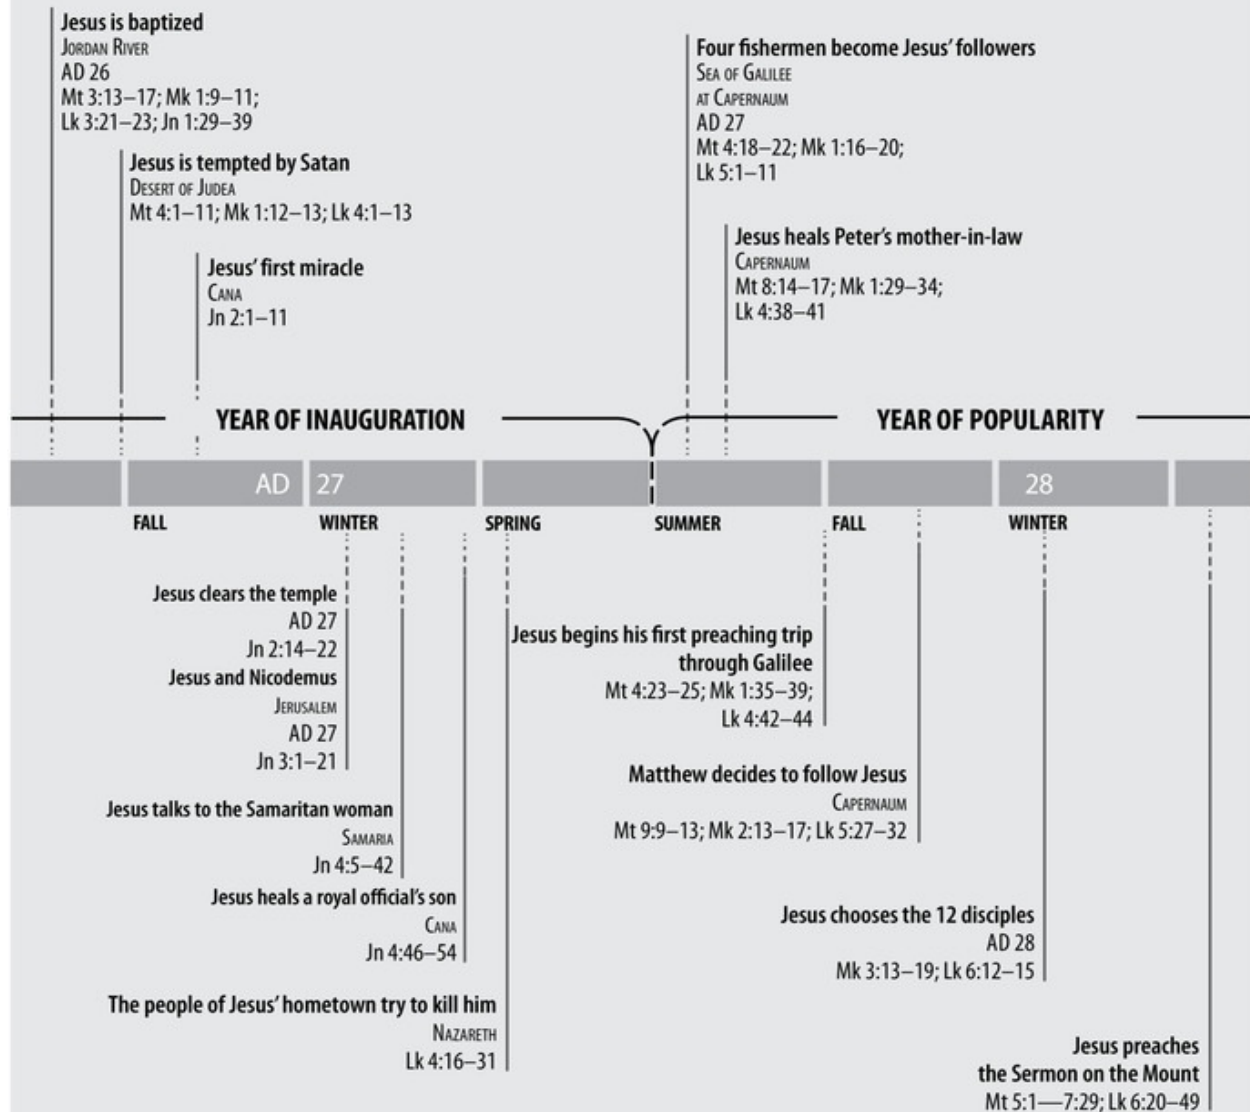 Jesus is baptized
JORDAN RIVER
AD 26
Mt 3:13–17; Mk 1:9–11;
Lk 3:21–23; Jn 1:29–39
Jesus is tempted by Satan
DESERT OF JUDEA
Mt 4:1–11; Mk 1:12–13; Lk 4:1–13
Jesus’ first miracle
CANA
Jn 2:1–11
Four fishermen become Jesus’ followers
SEA OF GALILEE
AT CAPERNAUM
AD 27
Mt 4:18–22; Mk 1:16–20;
Lk 5:1–11
Jesus heals Peter’s mother-in-law
CAPERNAUM
Mt 8:14–17; Mk 1:29–34;
Lk 4:38–41
YEAR OF INAUGURATION
YEAR OF POPULARITY
AD 27
28
FALL
WINTER
SPRING
SUMMER
FALL
WINTER
Jesus clears the temple
AD 27
Jn 2:14–22
Jesus and Nicodemus
JERUSALEM
AD 27
Jn 3:1–21
Jesus talks to the Samaritan woman
SAMARIA
Jn 4:5–42
Jesus heals a royal official’s son
CANA
Jn 4:46–54
The people of Jesus’ hometown try to kill him
NAZARETH
Lk 4:16–31
Jesus begins his first preaching trip
through Galilee
Mt 4:23–25; Mk 1:35–39;
Lk 4:42–44
Matthew decides to follow Jesus
CAPERNAUM
Mt 9:9–13; Mk 2:13–17; Lk 5:27–32
Jesus chooses the 12 disciples
AD 28
Mk 3:13–19; Lk 6:12–15
Jesus preaches
the Sermon on the Mount
Mt 5:1—7:29; Lk 6:20–49